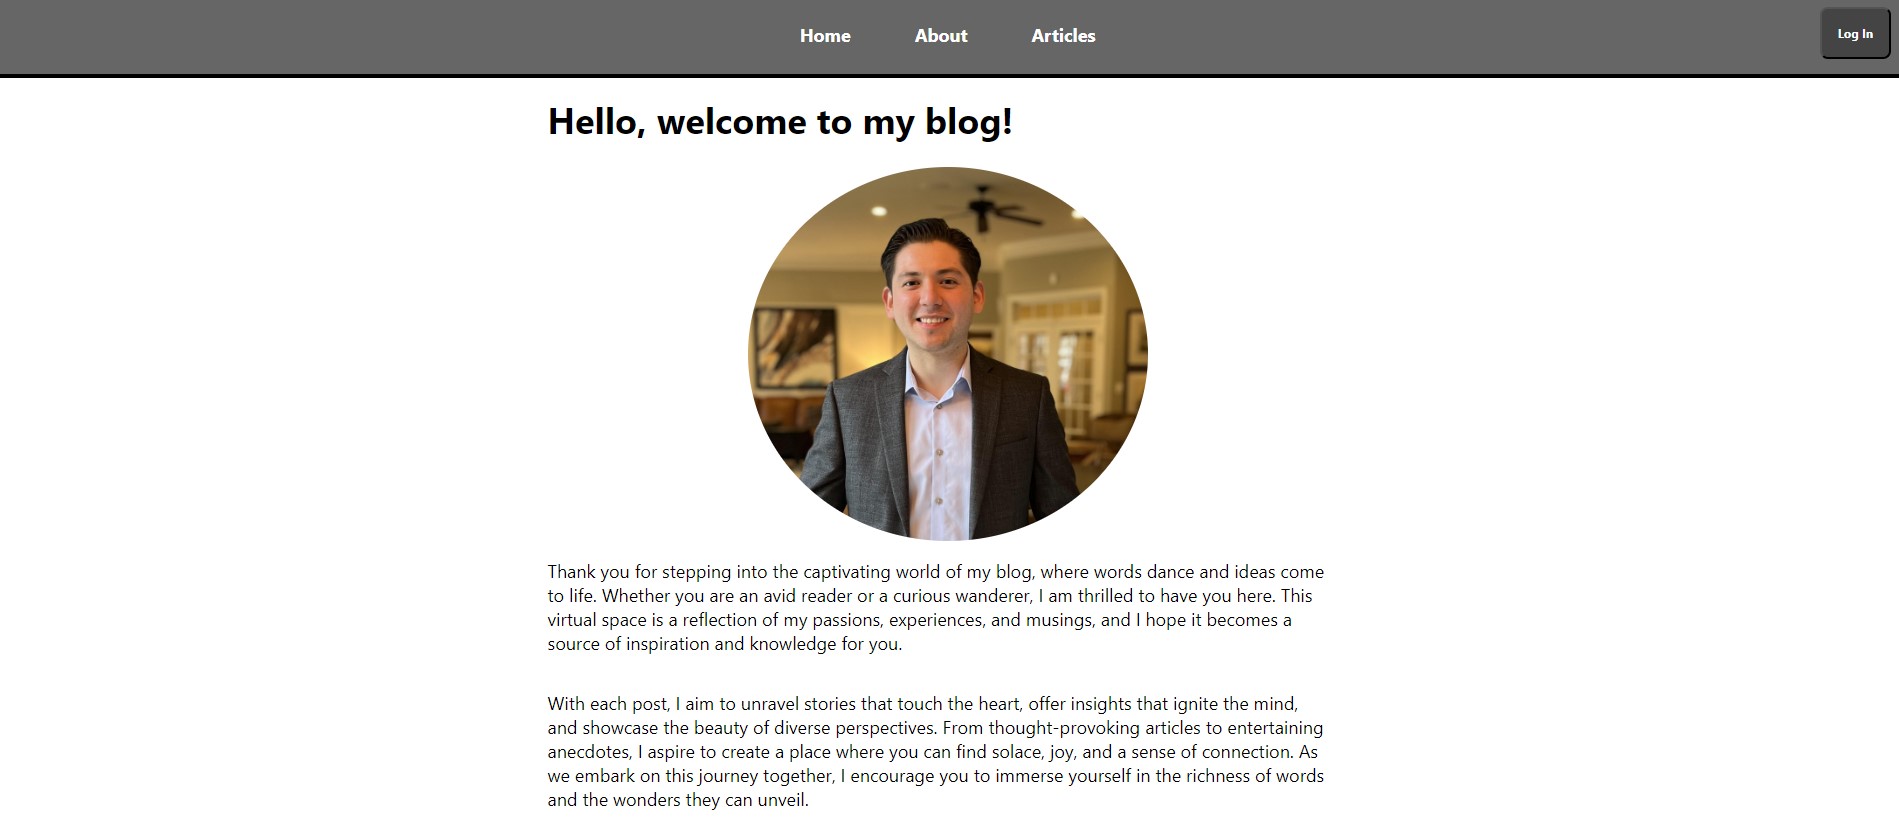 Home About Articles Log In
Hello, welcome to my blog!
Thank you for stepping into the captivating world of my blog, where words dance and ideas come
to life. Whether you are an avid reader or a curious wanderer, I am thrilled to have you here. This
virtual space is a reflection of my passions, experiences, and musings, and I hope it becomes a
source of inspiration and knowledge for you.
With each post, I aim to unravel stories that touch the heart, offer insights that ignite the mind,
and showcase the beauty of diverse perspectives. From thought-provoking articles to entertaining
anecdotes, I aspire to create a place where you can find solace, joy, and a sense of connection. As
we embark on this journey together, I encourage you to immerse yourself in the richness of words
and the wonders they can unveil.